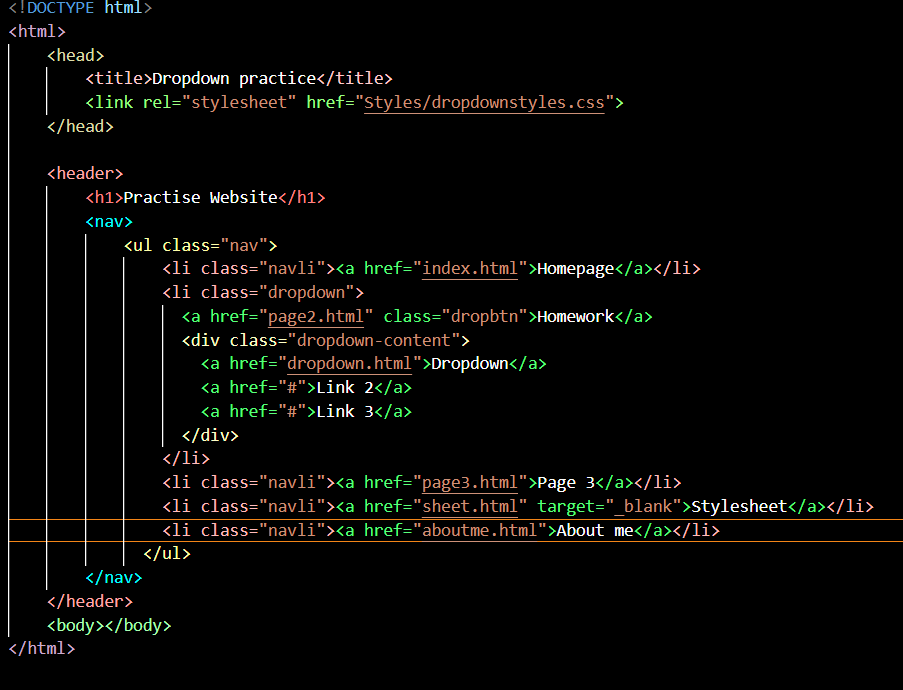 <!DOCTYPE html>
<html>
    <head>
        <title>Dropdown practice</title>
        <link rel="stylesheet" href="Styles/dropdownstyles.css">
    </head>

    <header>
        <h1>Practise Website</h1>
        <nav>
            <ul class="nav">
                <li class="navli"><a href="index.html">Homepage</a></li>
                <li class="dropdown">
                  <a href="page2.html" class="dropbtn">Homework</a>
                  <div class="dropdown-content">
                    <a href="dropdown.html">Dropdown</a>
                    <a href="#">Link 2</a>
                    <a href="#">Link 3</a>
                  </div>
                </li>
                <li class="navli"><a href="page3.html">Page 3</a></li>
                <li class="navli"><a href="sheet.html" target="_blank">Stylesheet</a></li>
                <li class="navli"><a href="aboutme.html">About me</a></li>
              </ul>
        </nav>
    </header>
    <body></body>
</html>